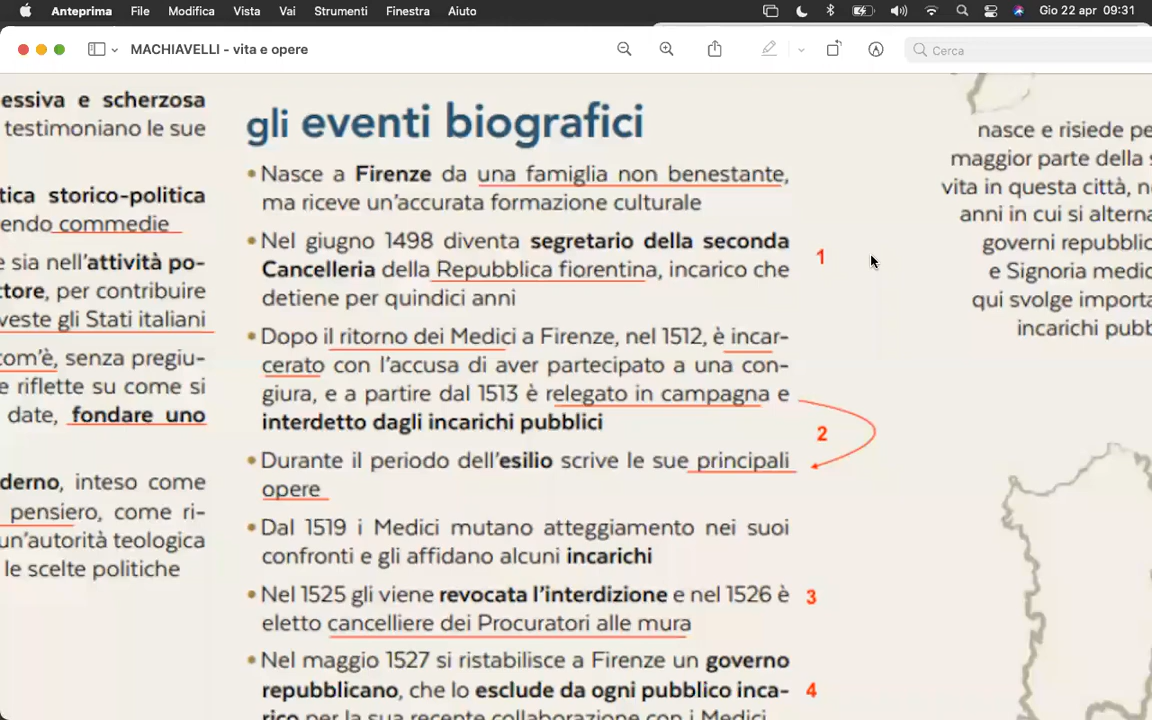 Anteprima File Modifica Vista Vai Strumenti Finestra Aiuto Gio 22 apr 09:31
MACHIAVELLI - vita e opere
Cerca
essiva e scherzosa
testimoniano le sue
tica storico-politica
endo commedie
e sia nell'attività po-
ttore, per contribuire
veste gli Stati italiani
com'è, senza pregiu-
e riflette su come si
date, fondare uno
derno, inteso come
pensiero, come ri-
un'autorità teologica
le scelte politiche
gli eventi biografici
• Nasce a Firenze da una famiglia non benestante,
ma riceve un'accurata formazione culturale
• Nel giugno 1498 diventa segretario della seconda
Cancelleria della Repubblica fiorentina, incarico che
detiene per quindici anni
1
• Dopo il ritorno dei Medici a Firenze, nel 1512, è incar-
cerato con l'accusa di aver partecipato a una con-
giura, e a partire dal 1513 è relegato in campagna e
interdetto dagli incarichi pubblici
2
• Durante il periodo dell'esilio scrive le sue principali
opere
• Dal 1519 i Medici mutano atteggiamento nei suoi
confronti e gli affidano alcuni incarichi
• Nel 1525 gli viene revocata l'interdizione e nel 1526 è
eletto cancelliere dei Procuratori alle mura
3
• Nel maggio 1527 si ristabilisce a Firenze un governo
repubblicano, che lo esclude da ogni pubblico inca-
4
rico per la sua recente collaborazione con i Medici
nasce e risiede pe
maggior parte della s
vita in questa città, n
anni in cui si alterna
governi repubblic
e Signoria medic
qui svolge importa
incarichi pubb